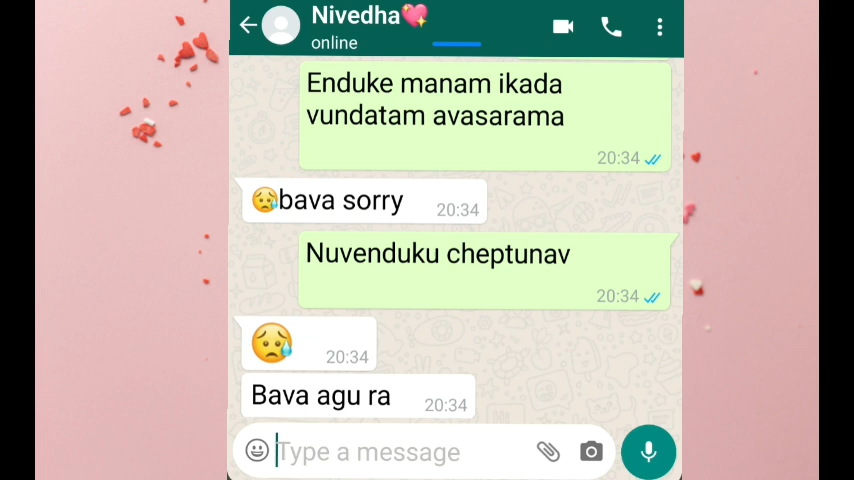 Nivedha💖
online
Enduke manam ikada
vundatam avasarama
20:34
😥bava sorry
20:34
Nuvenduku cheptunav
20:34
😥
20:34
Bava agu ra
20:34
Type a message